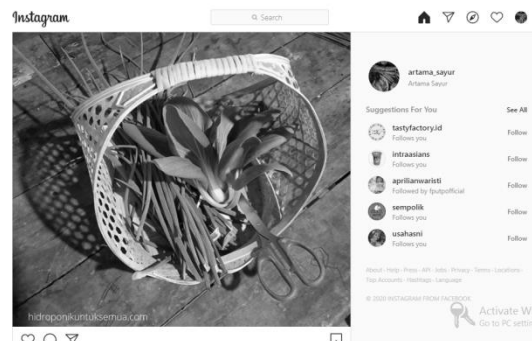 Instagram
Search
artama_sayur
Artama Sayur
Suggestions For You
See All
tastyfactory.id
Follows you
Follow
intraasians
Follows you
Follow
aprilianwaristi
Followed by fputpofficial
Follow
sempolik
Follows you
Follow
usahasni
Follows you
Follow
About · Help · Press · API · Jobs · Privacy · Terms · Locations ·
Top Accounts · Hashtags · Language
© 2020 INSTAGRAM FROM FACEBOOK
hidroponikuntuksemua.com
Activate W
Go to PC settin